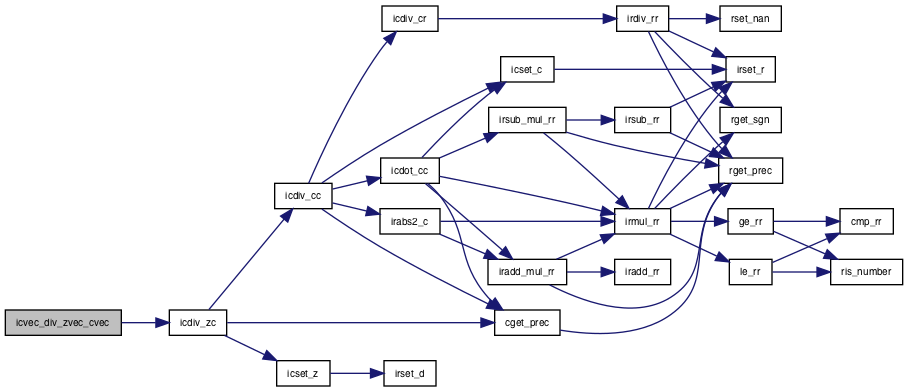 icdiv_cr
irdiv_rr
rset_nan
icset_c
irset_r
irsub_mul_rr
irsub_rr
rget_sgn
icdot_cc
rget_prec
icdiv_cc
irabs2_c
irmul_rr
ge_rr
cmp_rr
iradd_mul_rr
iradd_rr
le_rr
ris_number
icvec_div_zvec_cvec
icdiv_zc
cget_prec
icset_z
irset_d